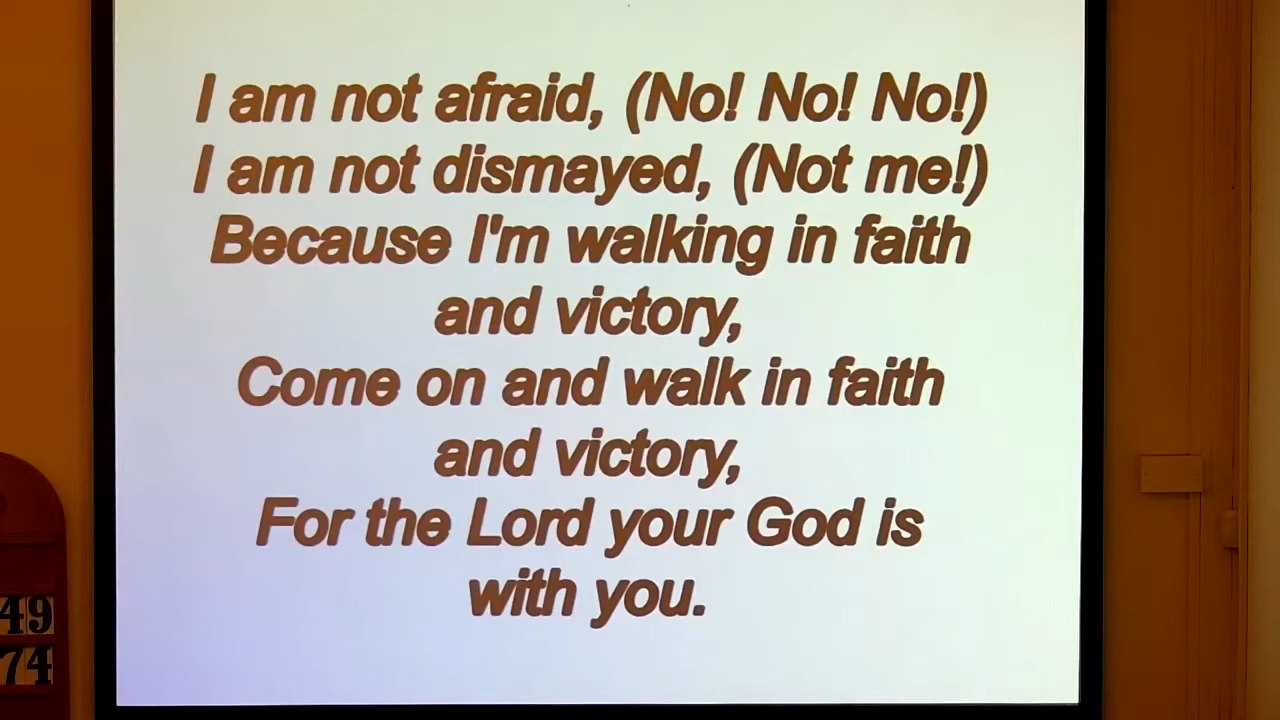 I am not afraid, (No! No! No!)
I am not dismayed, (Not me!)
Because I'm walking in faith
and victory,
Come on and walk in faith
and victory,
For the Lord your God is
with you.
49
74